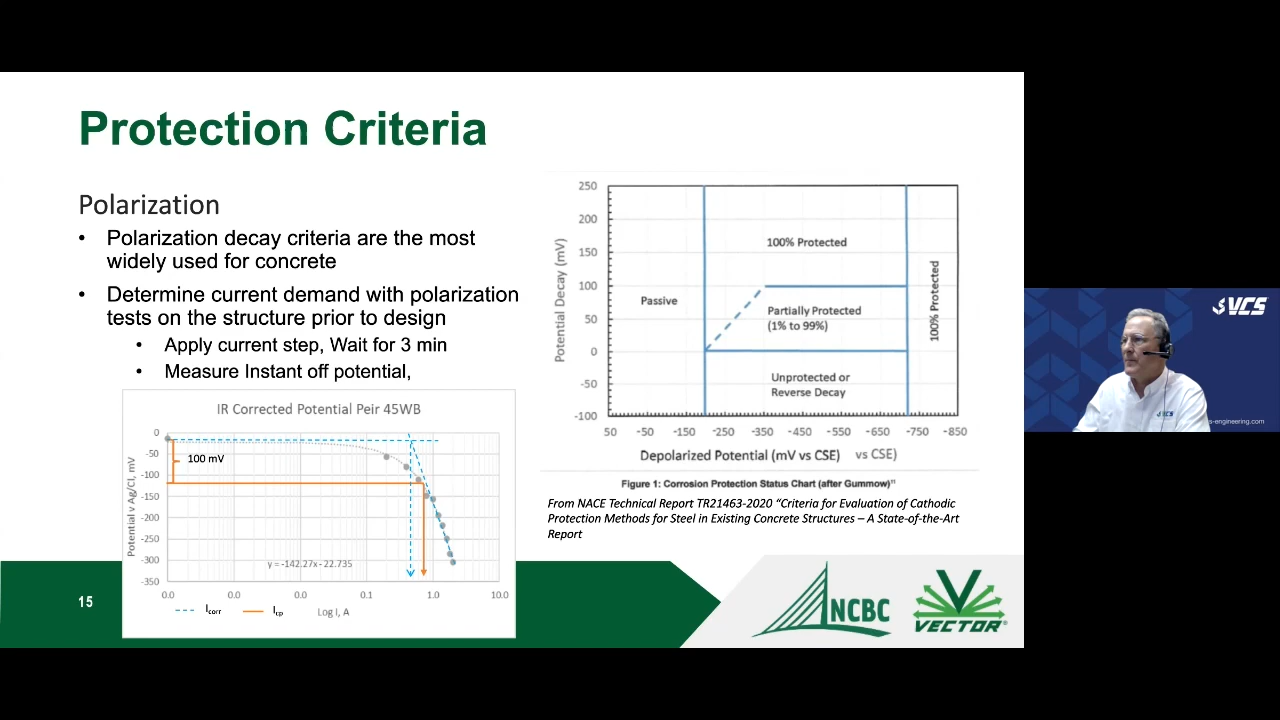 Protection Criteria
Polarization
• Polarization decay criteria are the most
widely used for concrete
• Determine current demand with polarization
tests on the structure prior to design
• Apply current step, Wait for 3 min
• Measure Instant off potential,
IR Corrected Potential Peir 45WB
Potential v Ag/Cl, mV
0
-50
-100
-150
-200
-250
-300
-350
100 mV
y = -142.27x - 22.735
0.0 0.0 0.0 0.1 1.0 10.0
Icorr Icp Log I, A
Potential Decay (mV)
250
200
150
100
50
0
-50
-100
Passive
100% Protected
Partially Protected
(1% to 99%)
Unprotected or
Reverse Decay
100% Protected
50 -50 -150 -250 -350 -450 -550 -650 -750 -850
Depolarized Potential (mV vs CSE) vs CSE)
Figure 1: Corrosion Protection Status Chart (after Gummow)
From NACE Technical Report TR21463-2020 “Criteria for Evaluation of Cathodic
Protection Methods for Steel in Existing Concrete Structures – A State-of-the-Art
Report
15
NCBC
VECTOR
VCS
VCS
s-engineering.com